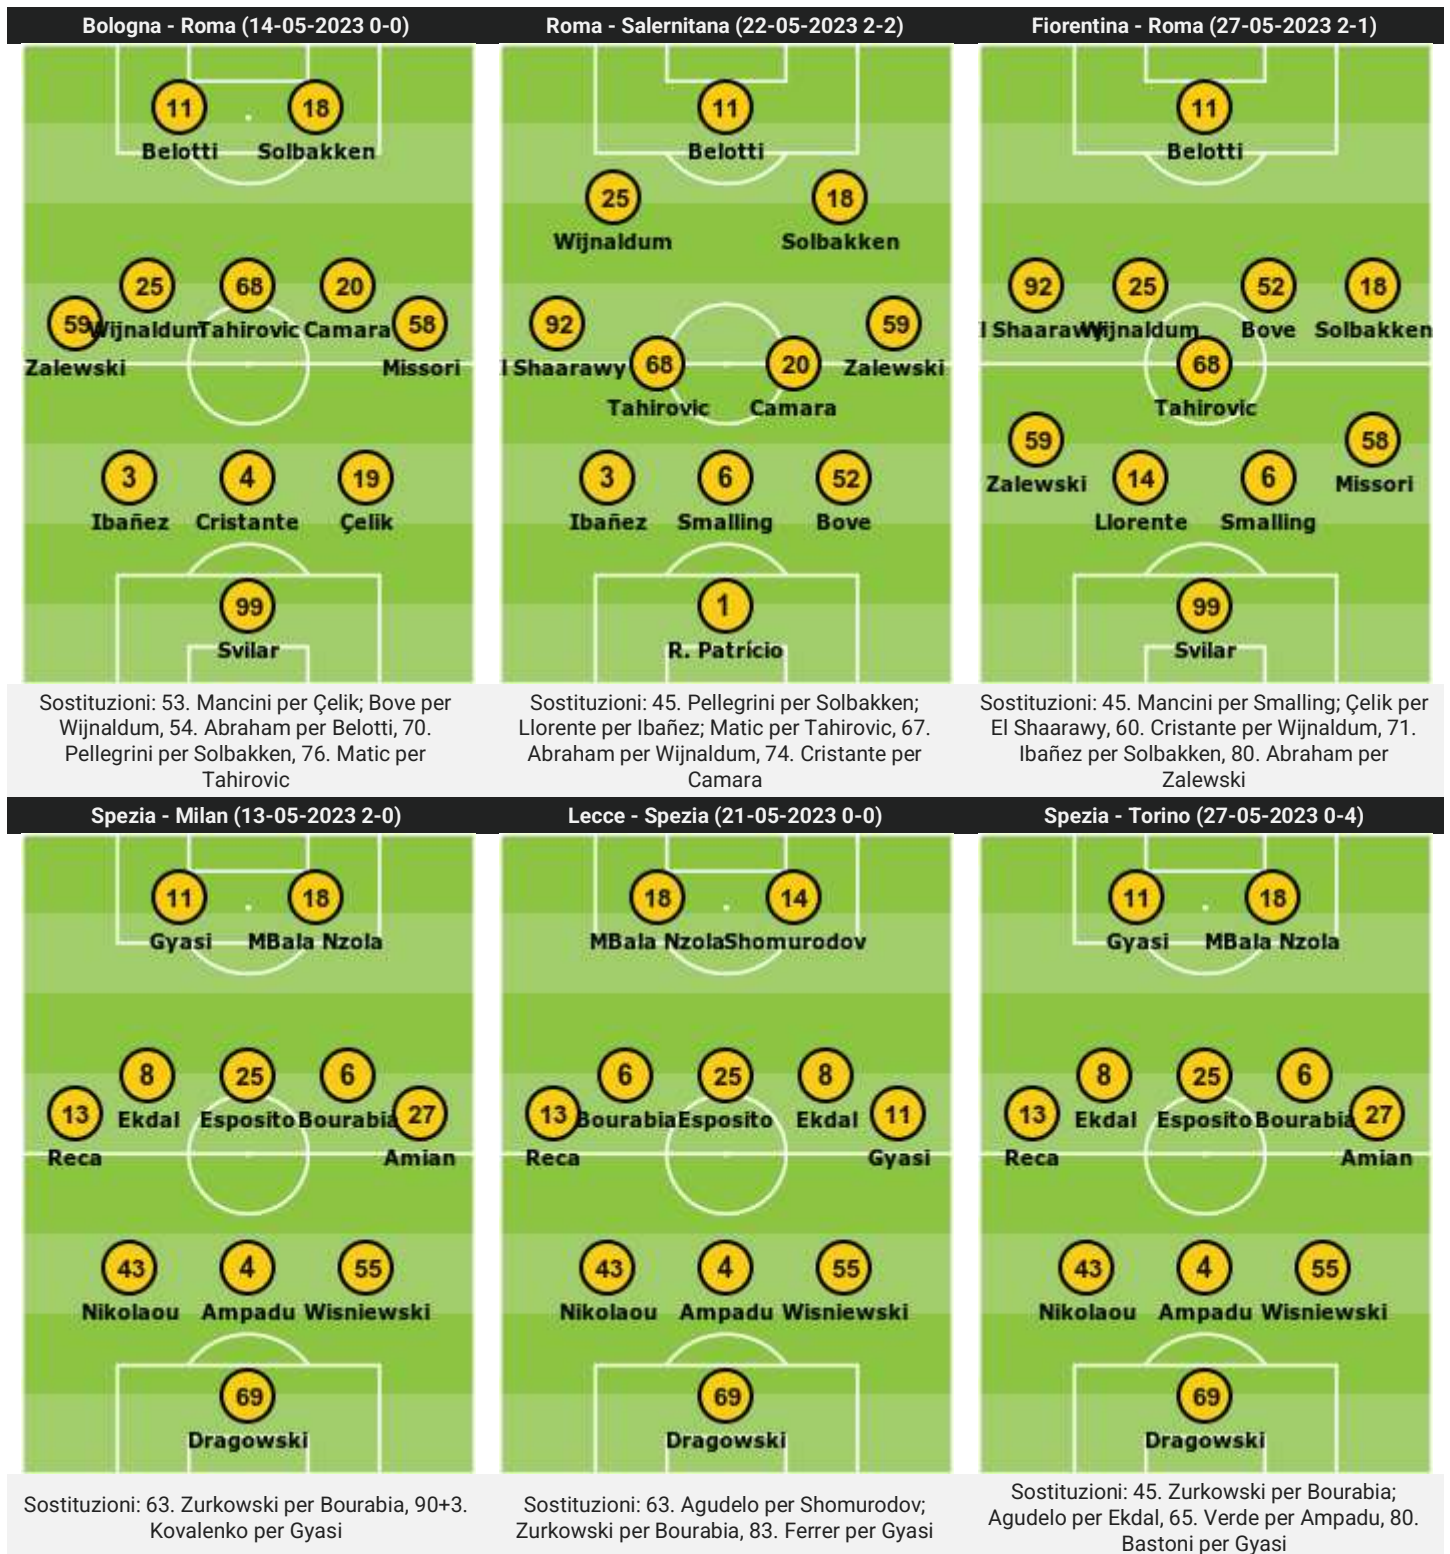 Bologna - Roma (14-05-2023 0-0)
11 18
Belotti Solbakken
25 68 20
59 Wijnaldum Tahirovic Camara 58
Zalewski Missori
3 4 19
Ibañez Cristante Çelik
99
Svilar
Sostituzioni: 53. Mancini per Çelik; Bove per
Wijnaldum, 54. Abraham per Belotti, 70.
Pellegrini per Solbakken, 76. Matic per
Tahirovic
Roma - Salernitana (22-05-2023 2-2)
11
Belotti
25 18
Wijnaldum Solbakken
92 59
l Shaarawy 68 20 Zalewski
Tahirovic Camara
3 6 52
Ibañez Smalling Bove
1
R. Patrício
Sostituzioni: 45. Pellegrini per Solbakken;
Llorente per Ibañez; Matic per Tahirovic, 67.
Abraham per Wijnaldum, 74. Cristante per
Camara
Fiorentina - Roma (27-05-2023 2-1)
11
Belotti
92 25 52 18
l Shaarawy Wijnaldum Bove Solbakken
68
Tahirovic
59 58
Zalewski 14 6 Missori
Llorente Smalling
99
Svilar
Sostituzioni: 45. Mancini per Smalling; Çelik per
El Shaarawy, 60. Cristante per Wijnaldum, 71.
Ibañez per Solbakken, 80. Abraham per
Zalewski
Spezia - Milan (13-05-2023 2-0)
11 18
Gyasi MBala Nzola
8 25 6
13 Ekdal Esposito Bourabia 27
Reca Amian
43 4 55
Nikolaou Ampadu Wisniewski
69
Dragowski
Sostituzioni: 63. Zurkowski per Bourabia, 90+3.
Kovalenko per Gyasi
Lecce - Spezia (21-05-2023 0-0)
18 14
MBala Nzola Shomurodov
6 25 8
13 Bourabia Esposito Ekdal 11
Reca Gyasi
43 4 55
Nikolaou Ampadu Wisniewski
69
Dragowski
Sostituzioni: 63. Agudelo per Shomurodov;
Zurkowski per Bourabia, 83. Ferrer per Gyasi
Spezia - Torino (27-05-2023 0-4)
11 18
Gyasi MBala Nzola
8 25 6
13 Ekdal Esposito Bourabia 27
Reca Amian
43 4 55
Nikolaou Ampadu Wisniewski
69
Dragowski
Sostituzioni: 45. Zurkowski per Bourabia;
Agudelo per Ekdal, 65. Verde per Ampadu, 80.
Bastoni per Gyasi